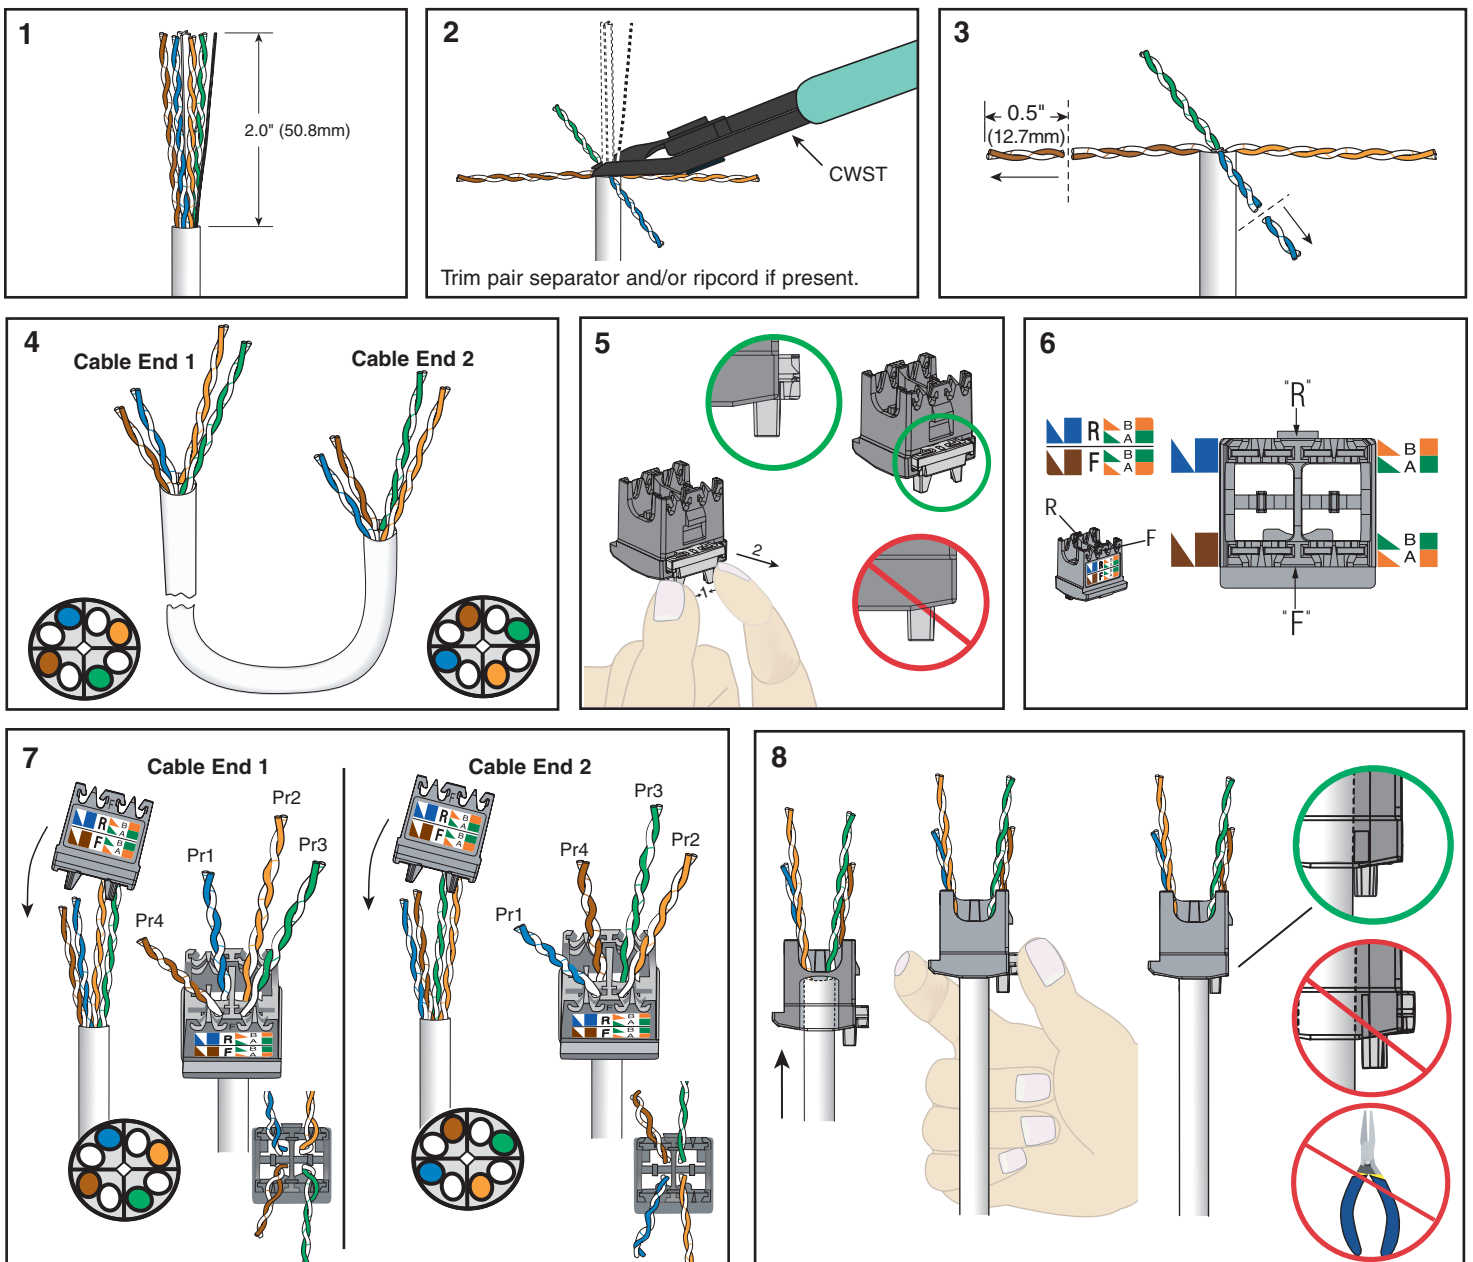 1
2.0" (50.8mm)
2
CWST
Trim pair separator and/or ripcord if present.
3
0.5"
(12.7mm)
4
Cable End 1
Cable End 2
5
2
1
6
"R"
R B
A
F B
A
B
A
R
F
B
A
"F"
7
Cable End 1
Cable End 2
R B
A
F B
A
Pr2
Pr1
Pr3
Pr4
R B
A
F B
A
R B
A
F B
A
Pr3
Pr4
Pr2
Pr1
R B
A
F B
A
8